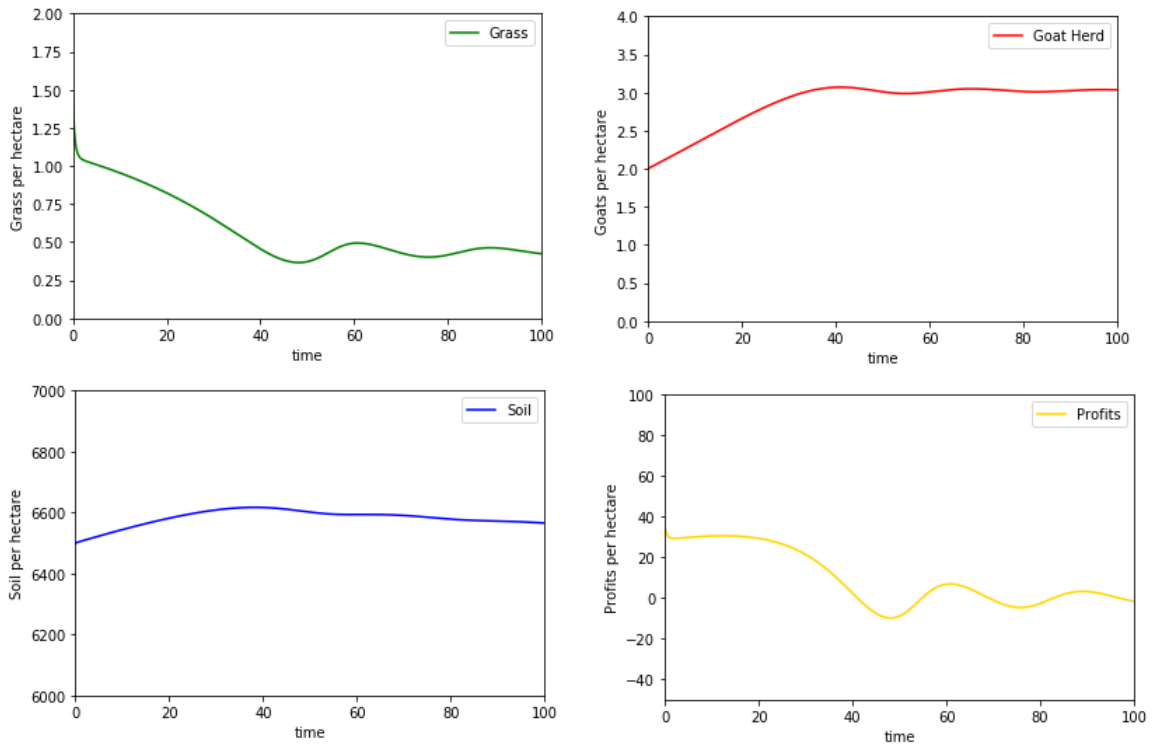 2.00
1.75
1.50
1.25
1.00
0.75
0.50
0.25
0.00
Grass per hectare
Grass
0 20 40 60 80 100
time
4.0
3.5
3.0
2.5
2.0
1.5
1.0
0.5
0.0
Goats per hectare
Goat Herd
0 20 40 60 80 100
time
7000
6800
6600
6400
6200
6000
Soil per hectare
Soil
0 20 40 60 80 100
time
100
80
60
40
20
0
−20
−40
Profits per hectare
Profits
0 20 40 60 80 100
time